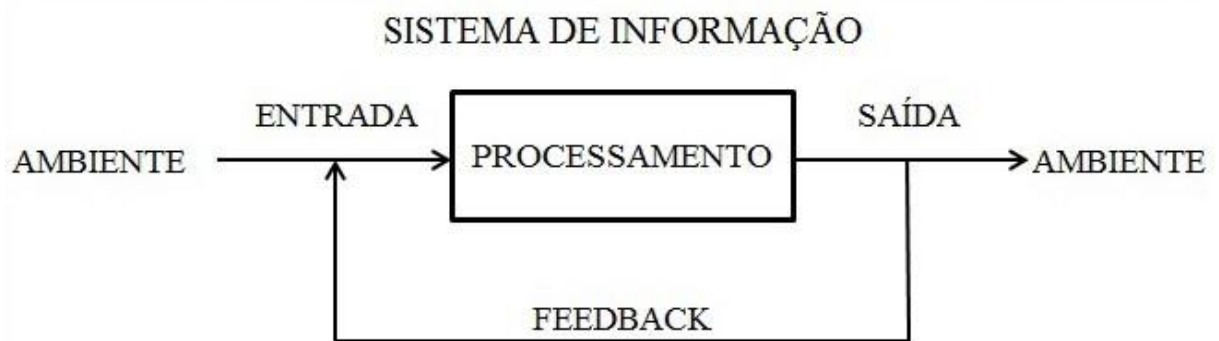 SISTEMA DE INFORMAÇÃO
ENTRADA
SAÍDA
AMBIENTE
PROCESSAMENTO
AMBIENTE
FEEDBACK